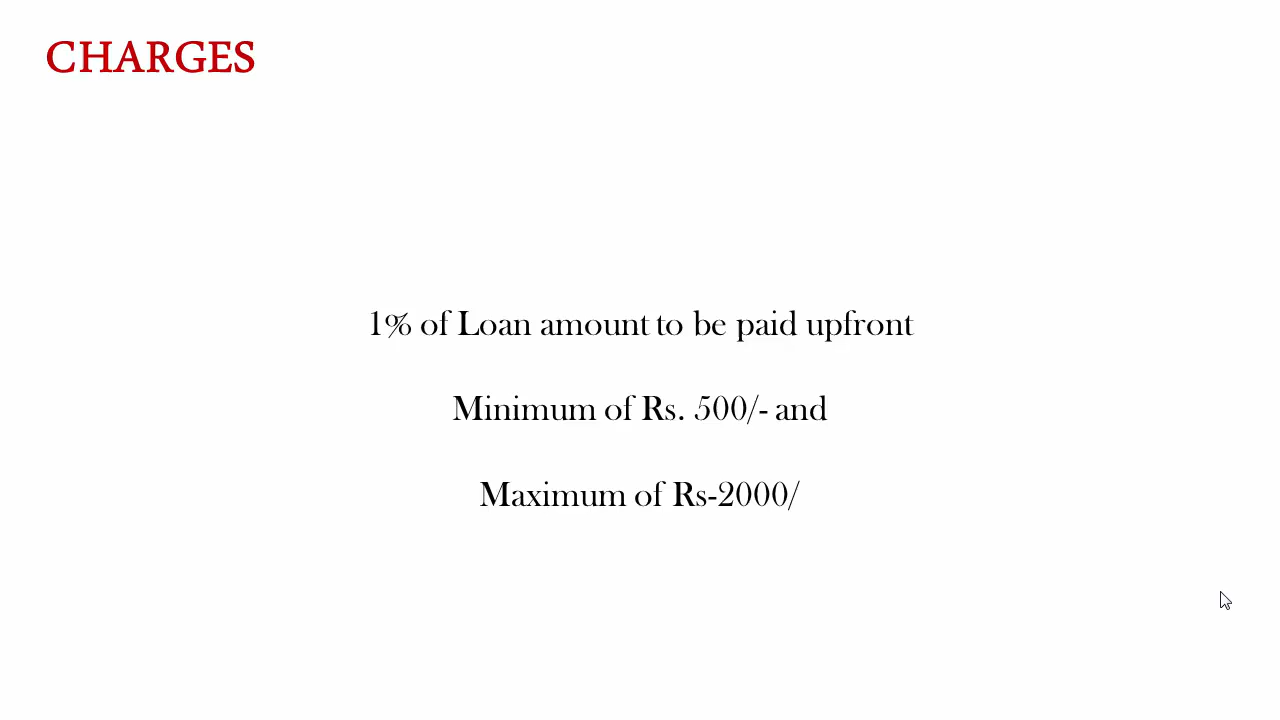 CHARGES
1% of Loan amount to be paid upfront
Minimum of Rs. 500/- and
Maximum of Rs-2000/